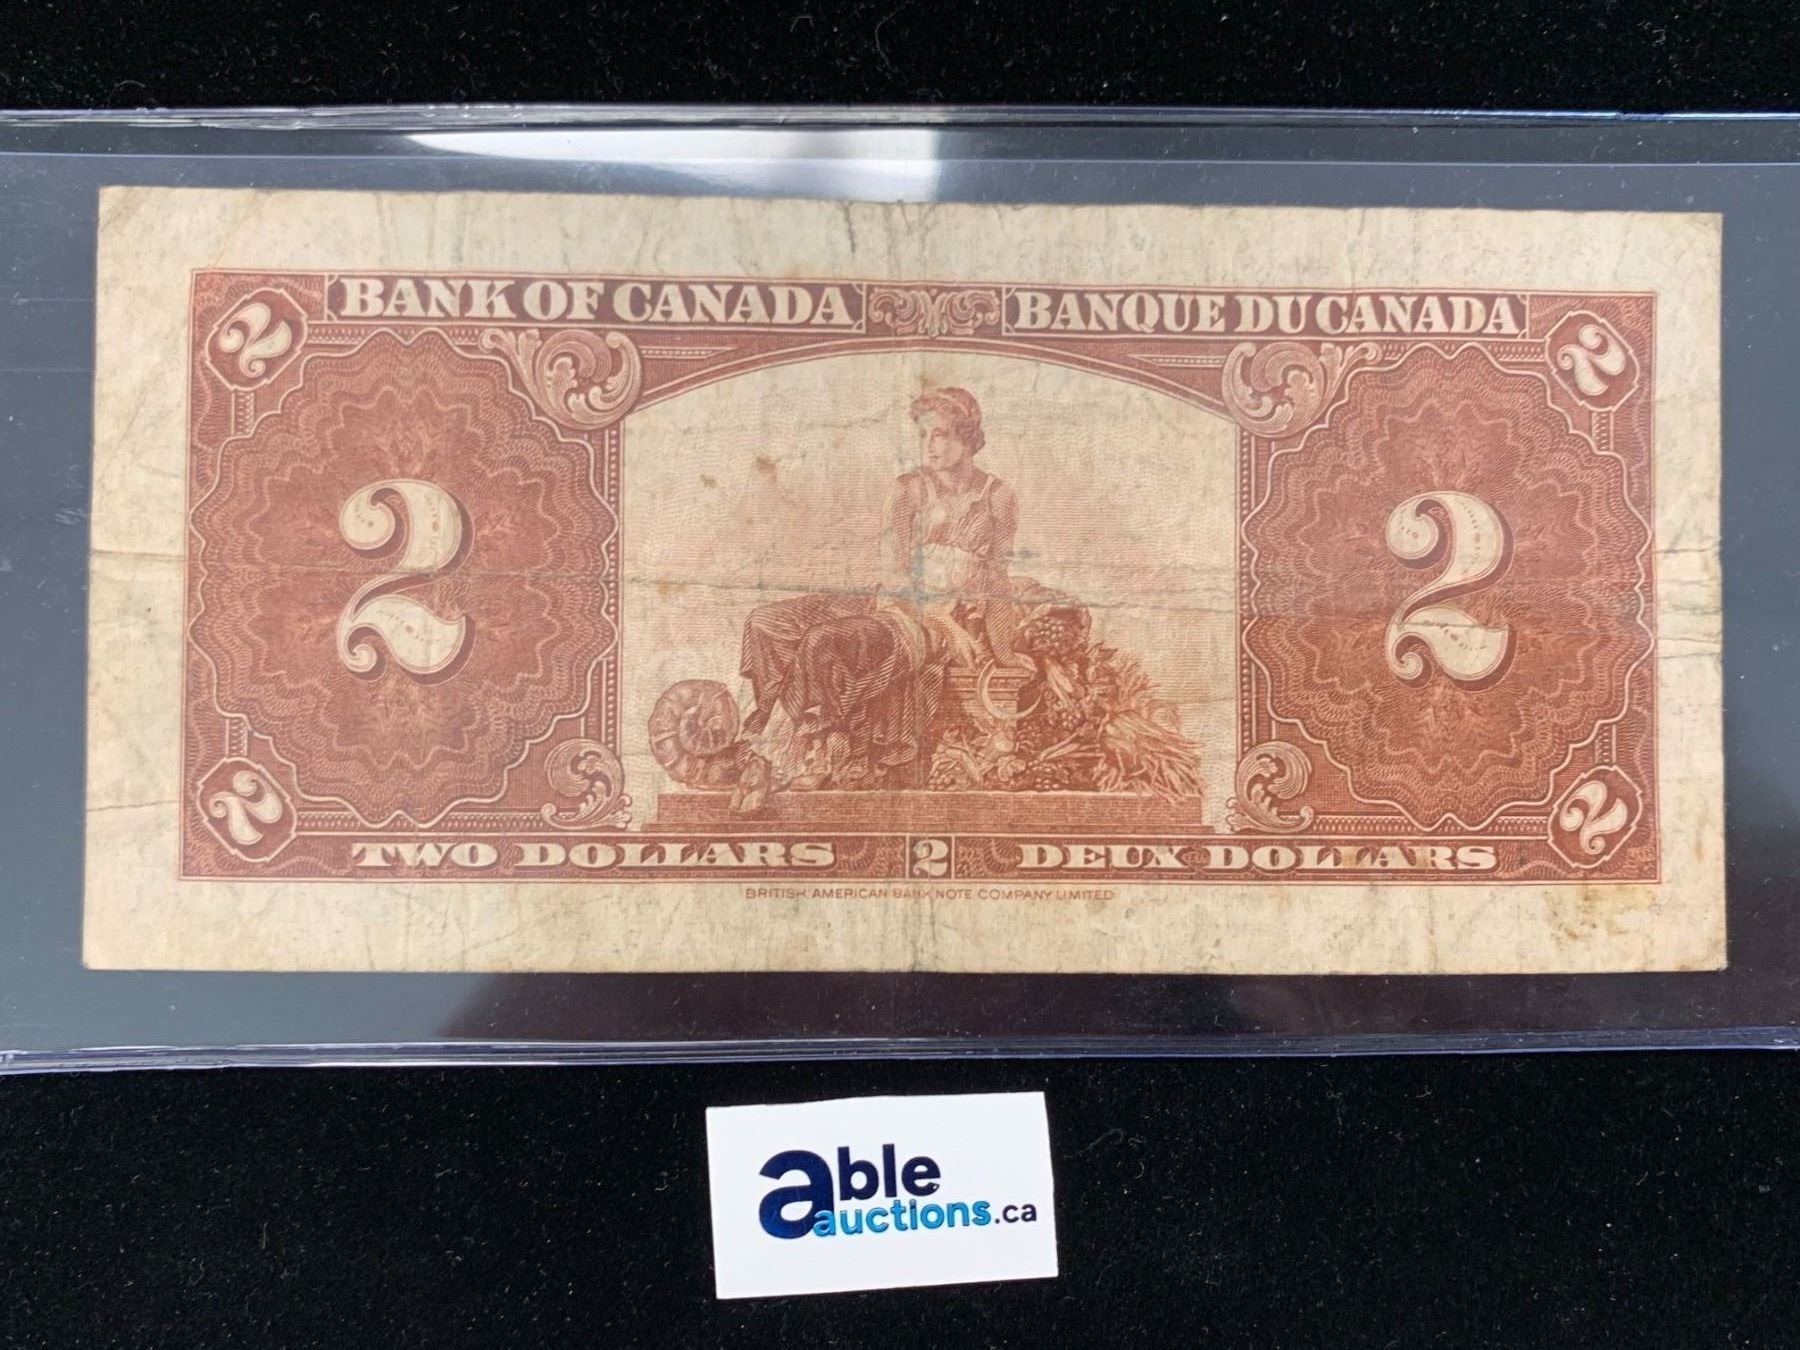 2 BANK OF CANADA BANQUE DU CANADA 2
2 2
2 TWO DOLLARS 2 DEUX DOLLARS 2
BRITISH AMERICAN BANK NOTE COMPANY LIMITED
able
auctions.ca